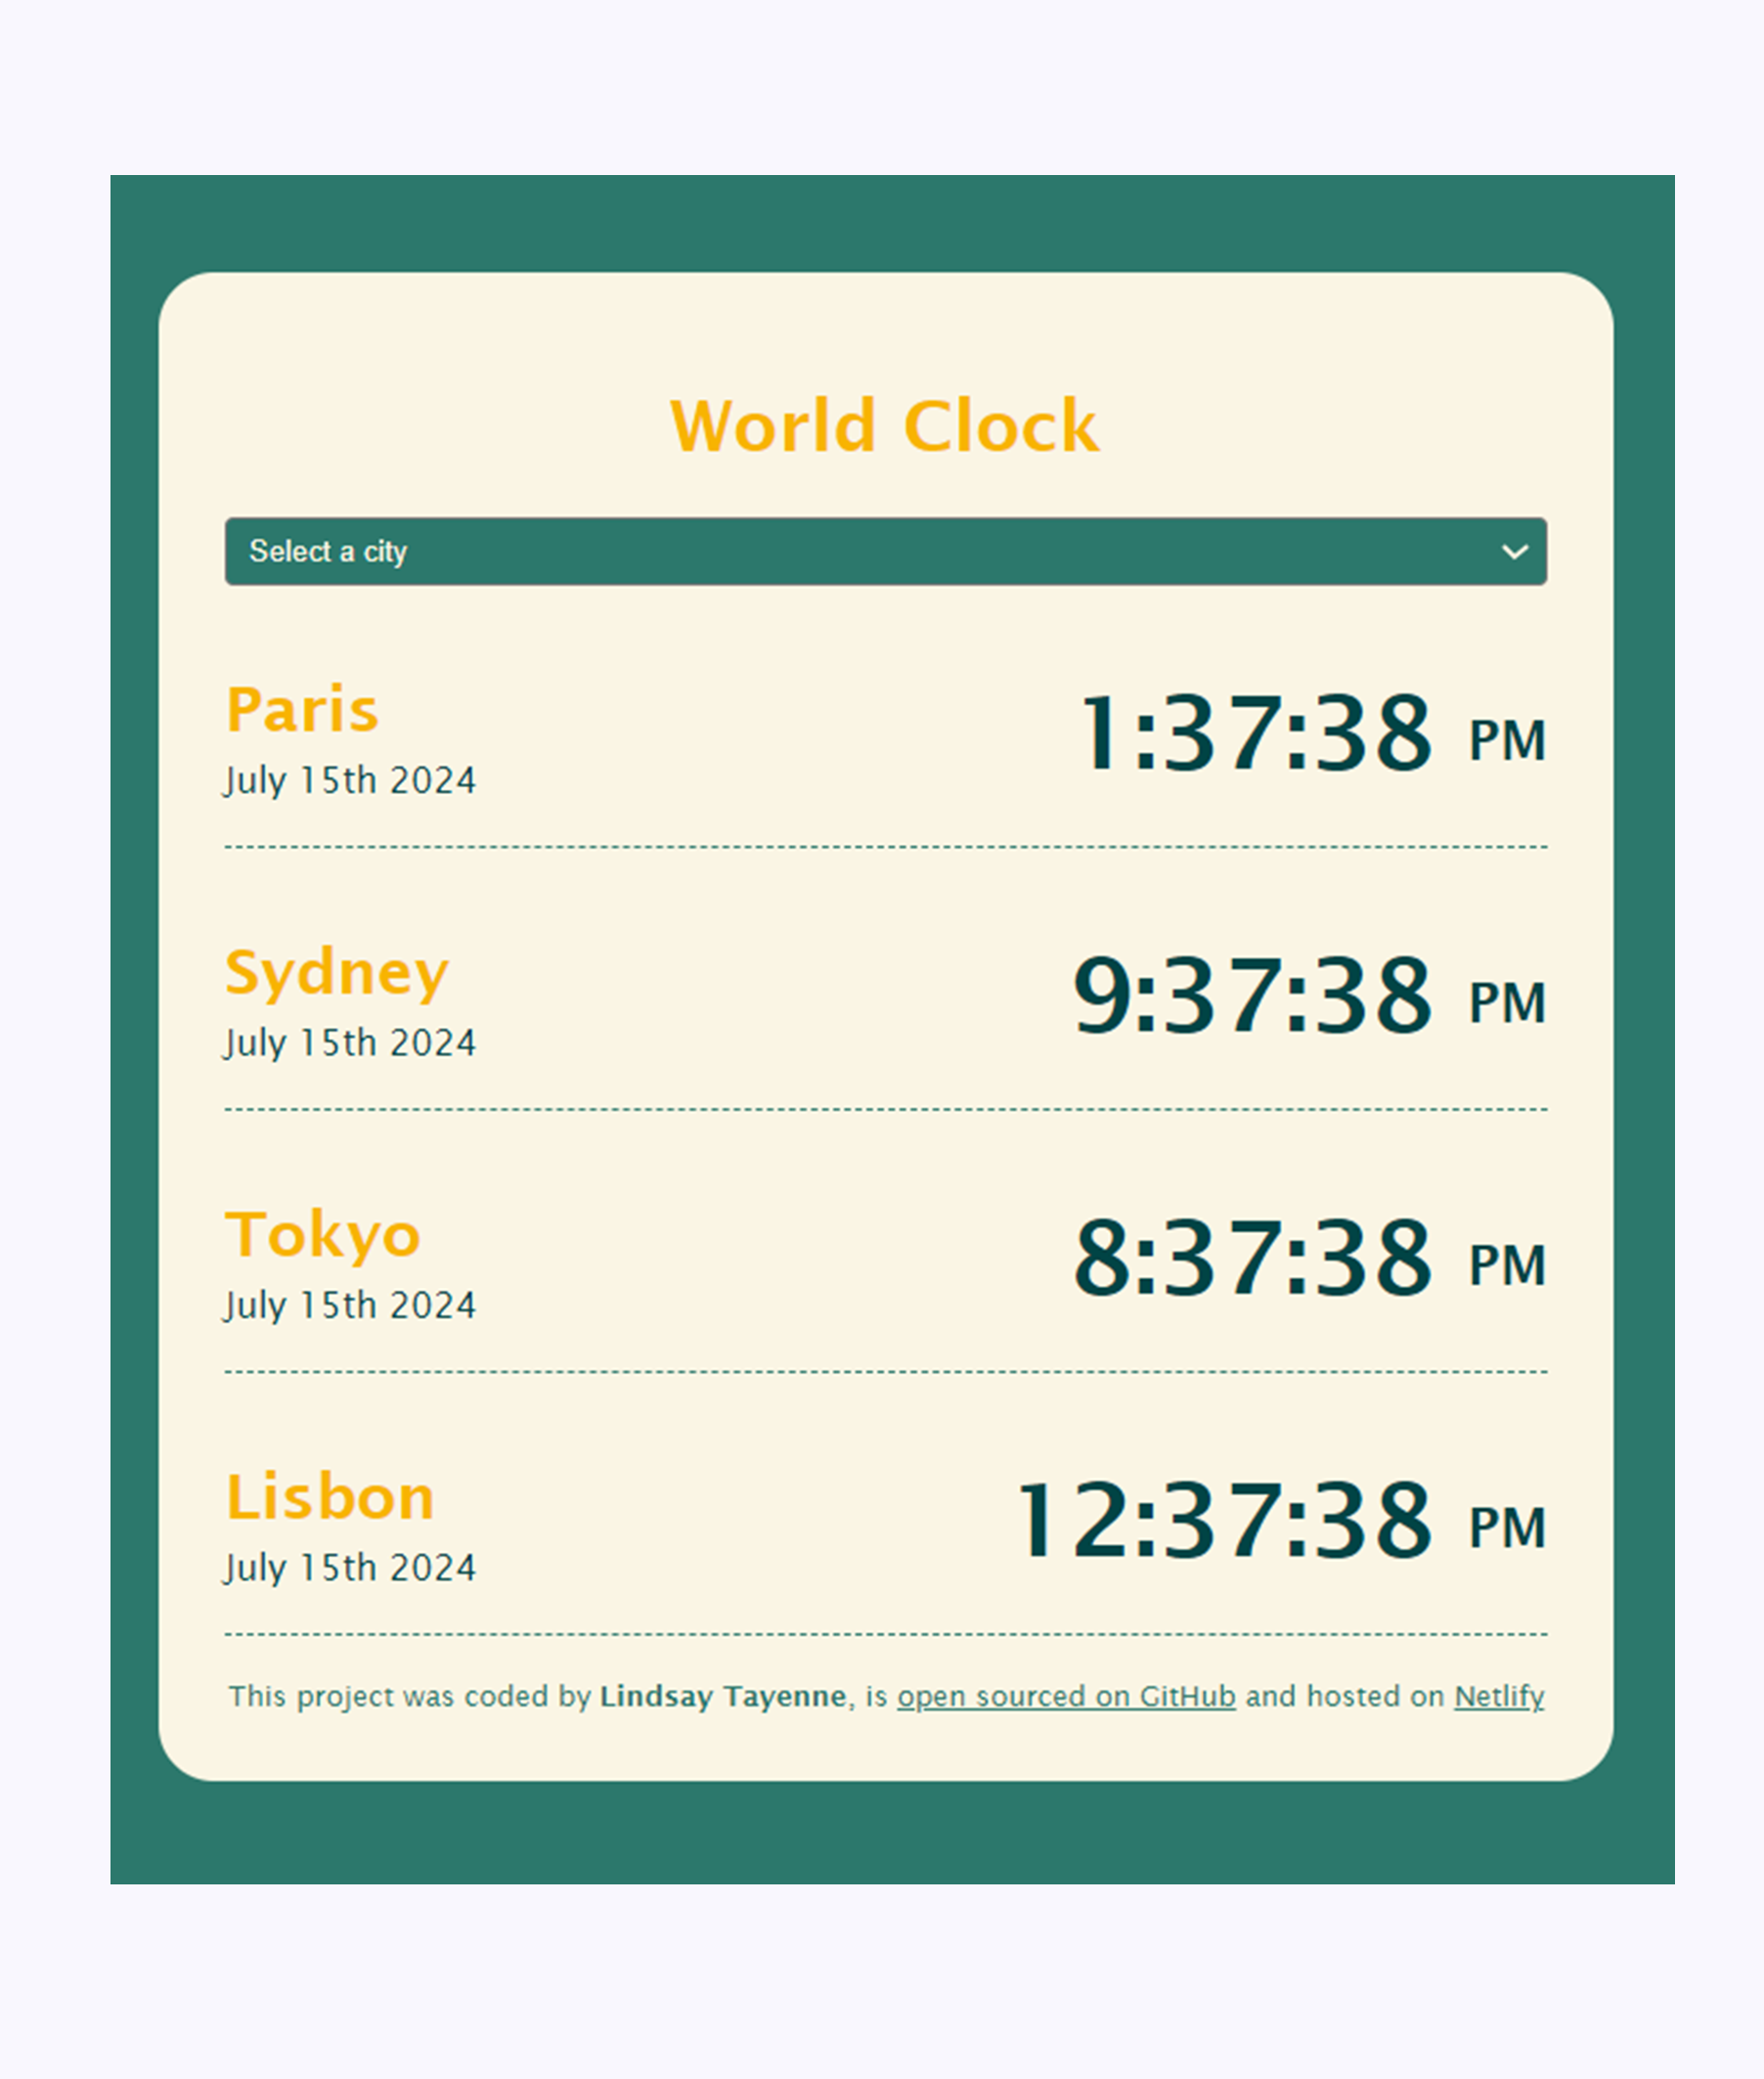 World Clock
Select a city
Paris
1:37:38 PM
July 15th 2024
Sydney
9:37:38 PM
July 15th 2024
Tokyo
8:37:38 PM
July 15th 2024
Lisbon
12:37:38 PM
July 15th 2024
This project was coded by Lindsay Tayenne, is open sourced on GitHub and hosted on Netlify